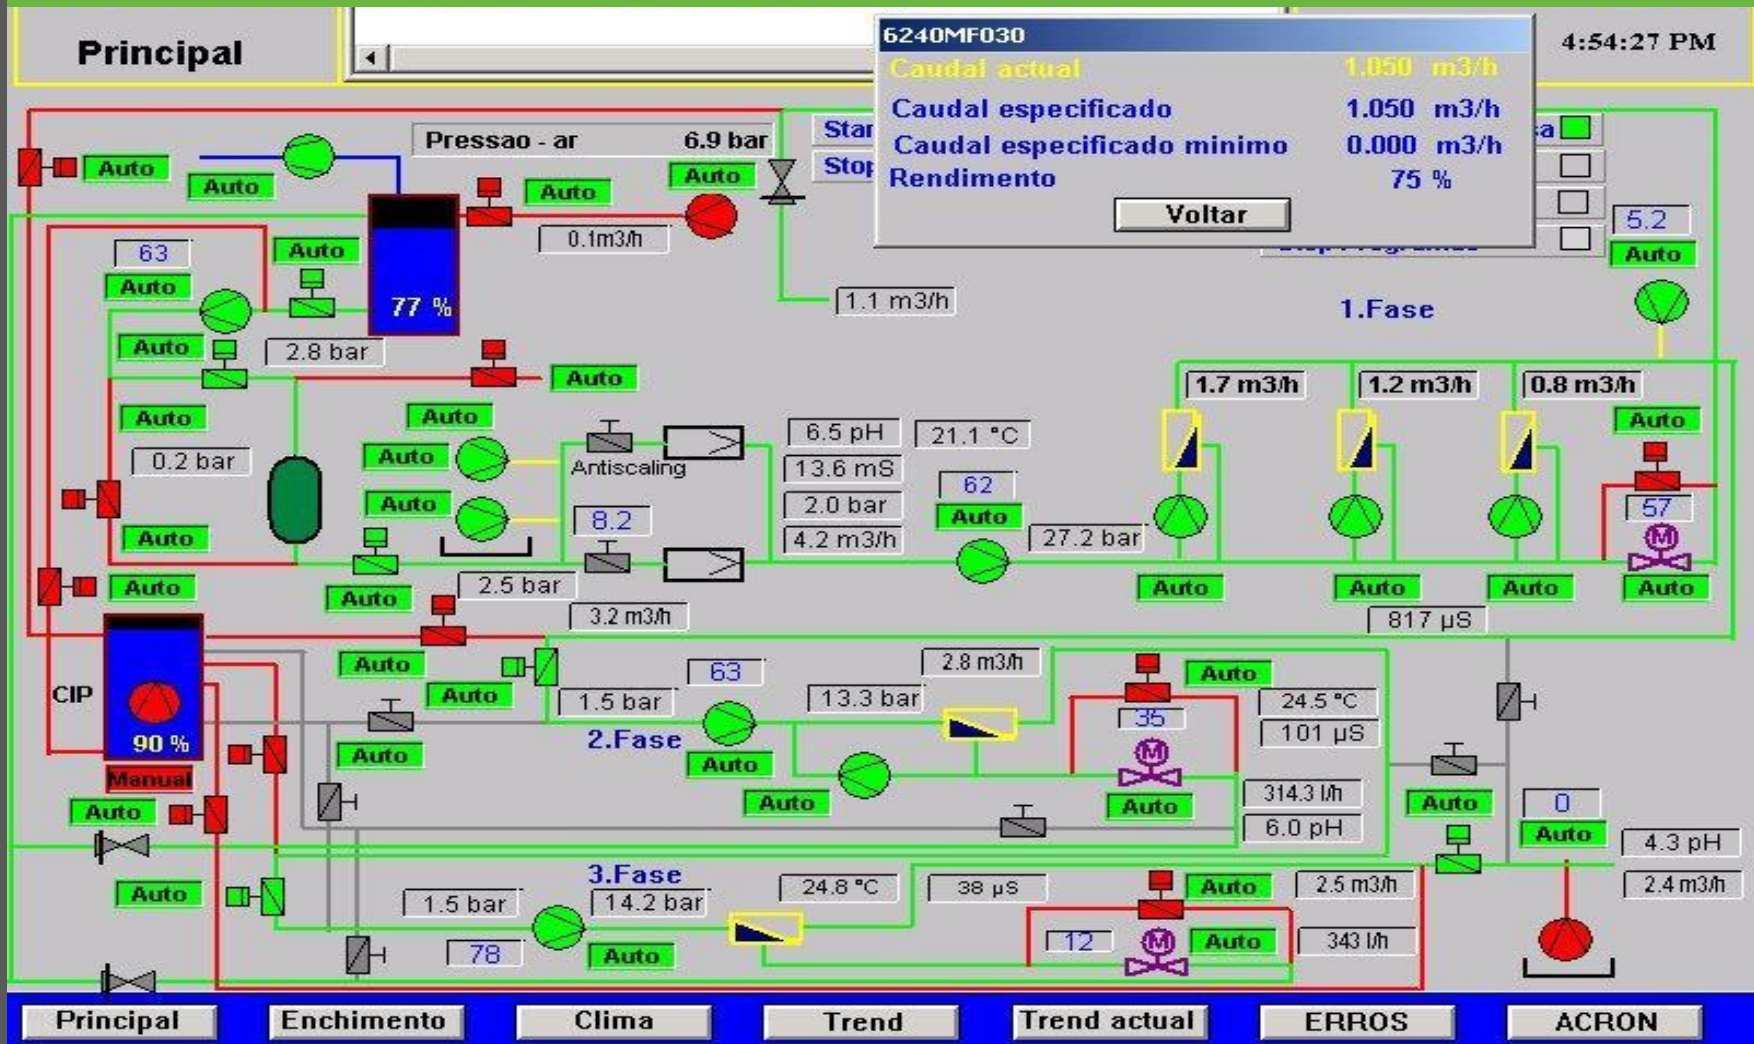 Principal
6240MF030
4:54:27 PM
Caudal actual 1.050 m3/h
Caudal especificado 1.050 m3/h
Caudal especificado minimo 0.000 m3/h
Rendimento 75 %
Voltar
Pressao - ar 6.9 bar
Auto
Auto
Auto
Auto
0.1m3/h
5.2
Auto
63
Auto
Auto
77 %
1.1 m3/h
1.Fase
Auto
2.8 bar
Auto
1.7 m3/h
1.2 m3/h
0.8 m3/h
Auto
Auto
Auto
6.5 pH
21.1 °C
0.2 bar
Auto
Antiscaling
13.6 mS
62
Auto
2.0 bar
57
8.2
Auto
M
Auto
4.2 m3/h
27.2 bar
Auto
Auto
2.5 bar
Auto
Auto
Auto
Auto
3.2 m3/h
817 µS
Auto
63
2.8 m3/h
Auto
CIP
Auto
1.5 bar
13.3 bar
24.5 °C
35
101 µS
90 %
2.Fase
Auto
Auto
M
Manual
314.3 l/h
Auto
Auto
Auto
Auto
0
6.0 pH
Auto
4.3 pH
3.Fase
Auto
1.5 bar
14.2 bar
24.8 °C
38 µS
Auto
2.5 m3/h
2.4 m3/h
78
Auto
12
M
Auto
343 l/h
Principal
Enchimento
Clima
Trend
Trend actual
ERROS
ACRON